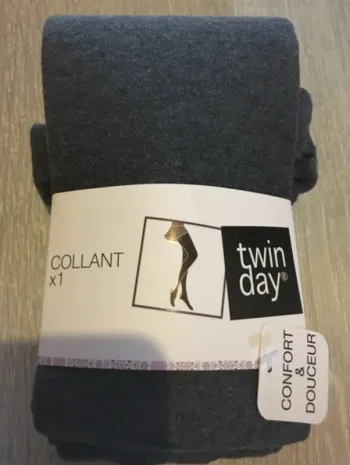 COLLANT
x1
twin
day®
CONFORT
&
DOUCEUR